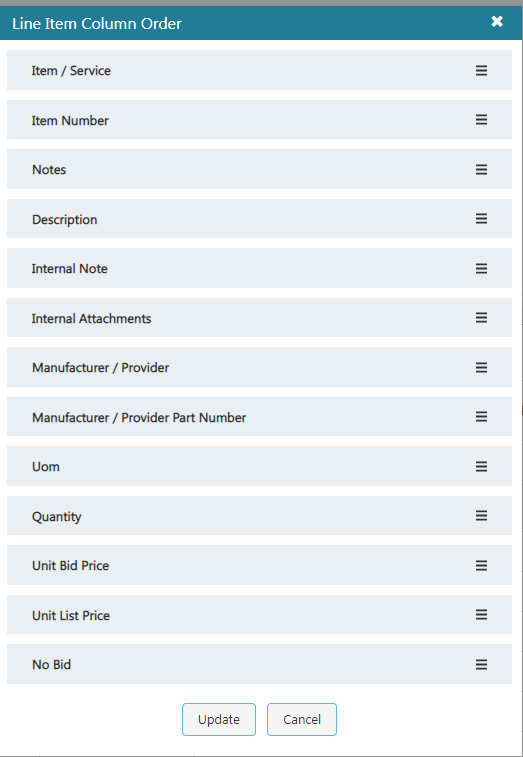 Line Item Column Order
Item / Service
Item Number
Notes
Description
Internal Note
Internal Attachments
Manufacturer / Provider
Manufacturer / Provider Part Number
Uom
Quantity
Unit Bid Price
Unit List Price
No Bid
Update Cancel